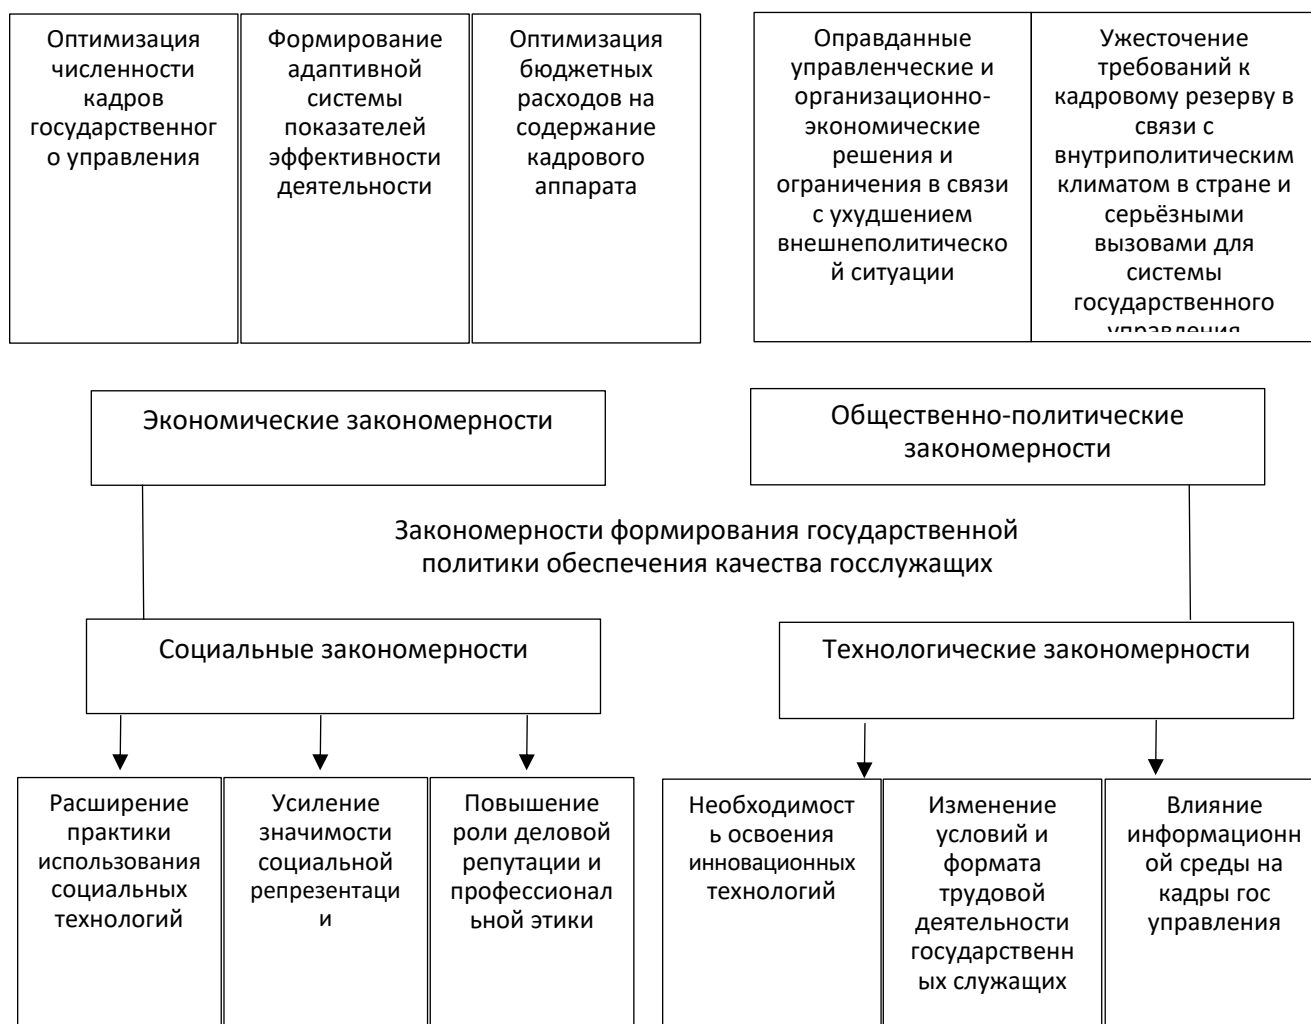 Оптимизация
численности
кадров
государственног
о управления
Формирование
адаптивной
системы
показателей
эффективности
деятельности
Оптимизация
бюджетных
расходов на
содержание
кадрового
аппарата
Оправданные
управленческие и
организационно-
экономические
решения и
ограничения в связи
с ухудшением
внешнеполитическо
й ситуации
Ужесточение
требований к
кадровому резерву в
связи с
внутриполитическим
климатом в стране и
серьёзными
вызовами для
системы
государственного
управления
Экономические закономерности
Общественно-политические
закономерности
Закономерности формирования государственной
политики обеспечения качества госслужащих
Социальные закономерности
Технологические закономерности
Расширение
практики
использования
социальных
технологий
Усиление
значимости
социальной
репрезентаци
и
Повышение
роли деловой
репутации и
профессионал
ьной этики
Необходимост
ь освоения
инновационных
технологий
Изменение
условий и
формата
трудовой
деятельности
государственн
ых служащих
Влияние
информационн
ой среды на
кадры гос
управления